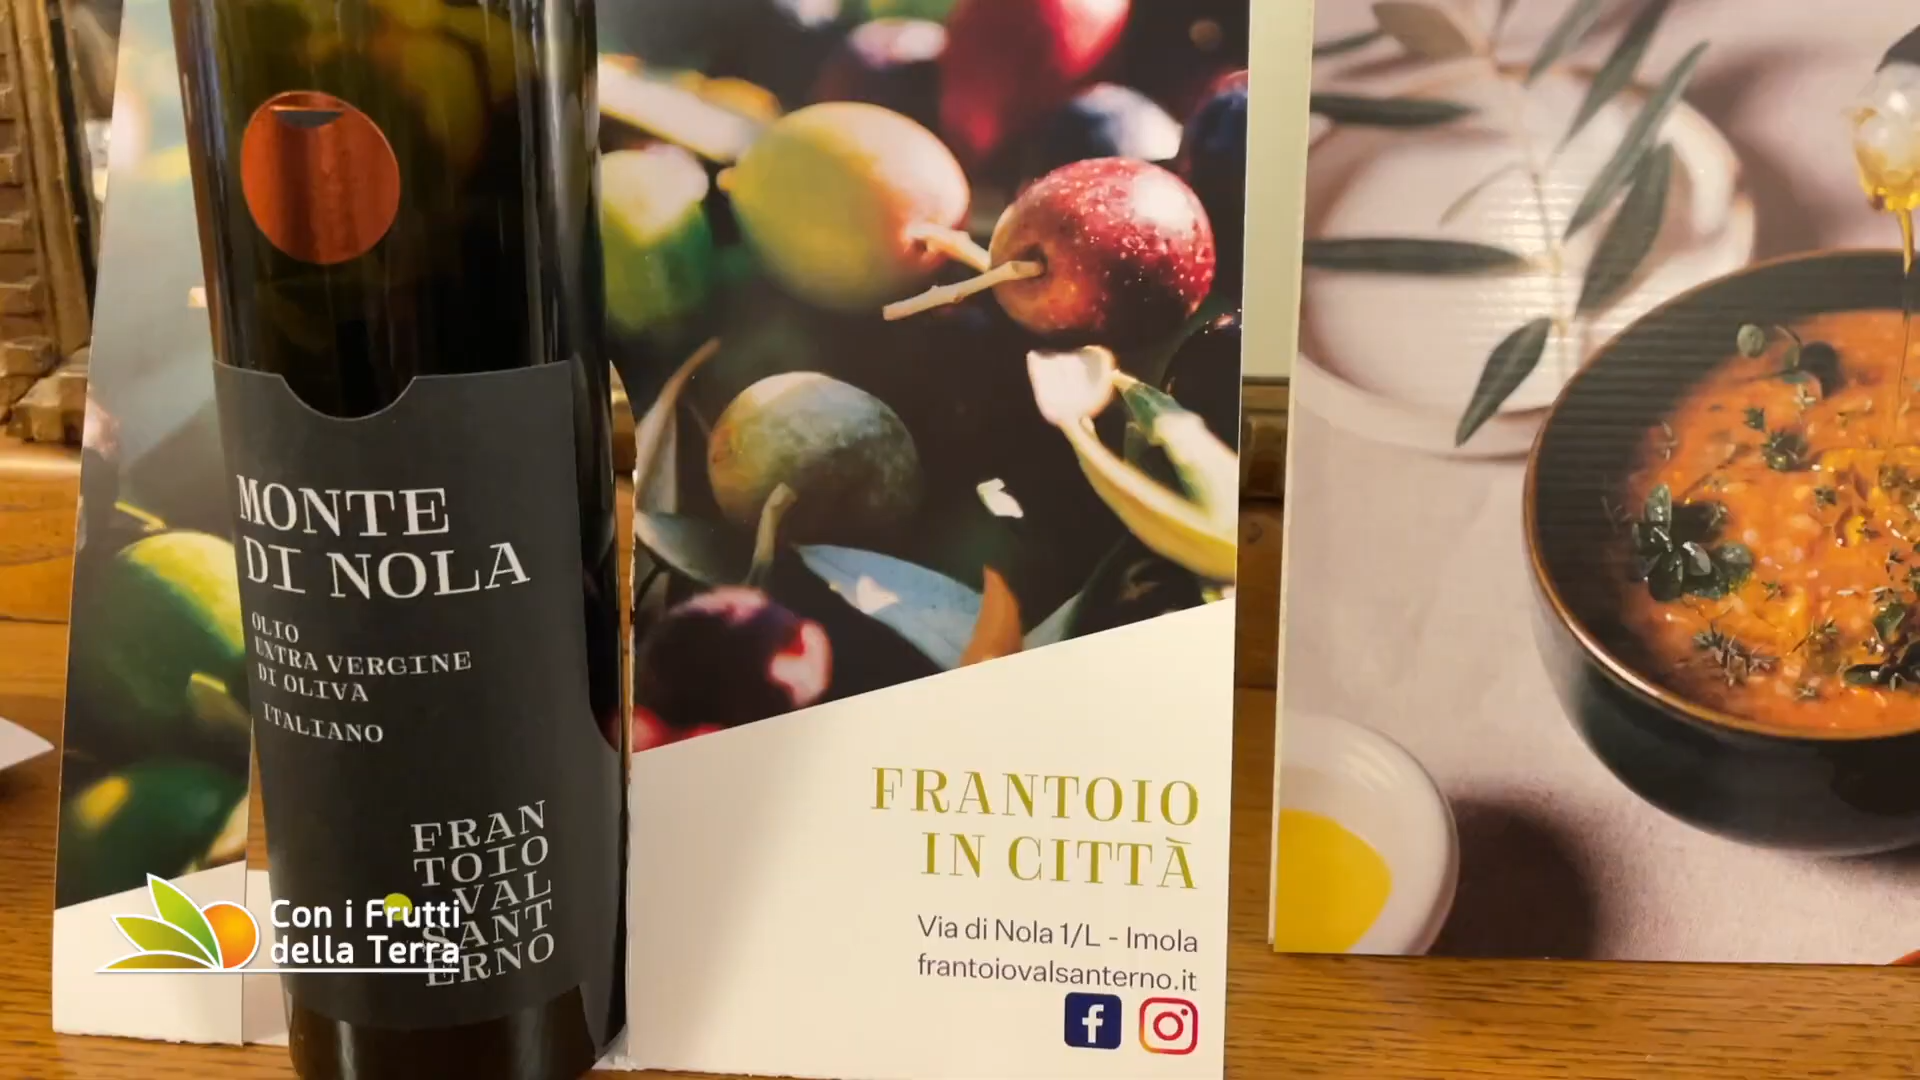 MONTE
DI NOLA
OLIO
EXTRA VERGINE
DI OLIVA
ITALIANO
FRAN
TOIO
VAL
SANT
ERNO
FRANTOIO
IN CITTÀ
Via di Nola 1/L - Imola
frantoiovalsanterno.it
Con i Frutti
della Terra